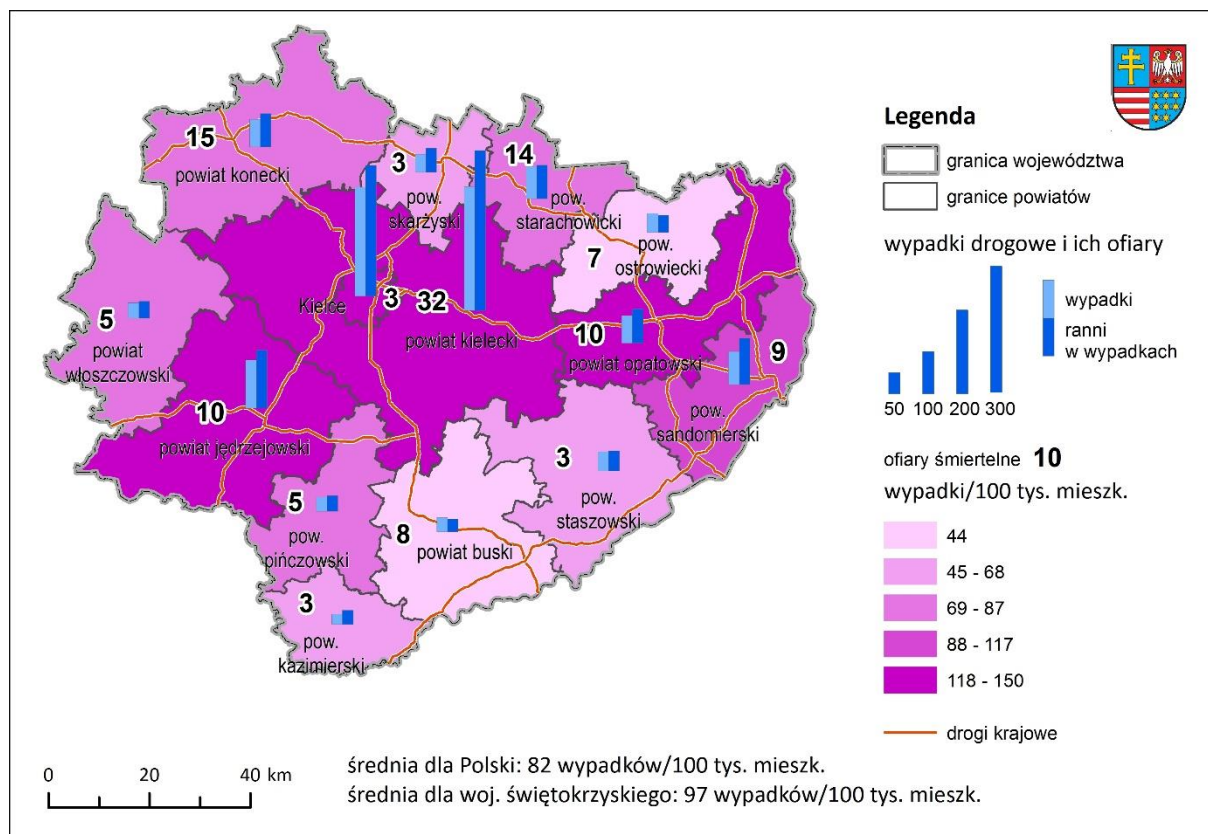 15
powiat konecki
3
pow.
skarżyski
14
pow.
starachowicki
7
pow.
ostrowiecki
5
powiat
włoszczowski
Kielce
3
32
powiat kielecki
10
powiat opatowski
9
pow.
sandomierski
10
powiat jędrzejowski
5
pow.
pińczowski
8
powiat buski
3
pow.
staszowski
3
pow.
kazimierski
Legenda
granica województwa
granice powiatów
wypadki drogowe i ich ofiary
wypadki
ranni
w wypadkach
50 100 200 300
ofiary śmiertelne 10
wypadki/100 tys. mieszk.
44
45 - 68
69 - 87
88 - 117
118 - 150
drogi krajowe
0 20 40 km
średnia dla Polski: 82 wypadków/100 tys. mieszk.
średnia dla woj. świętokrzyskiego: 97 wypadków/100 tys. mieszk.